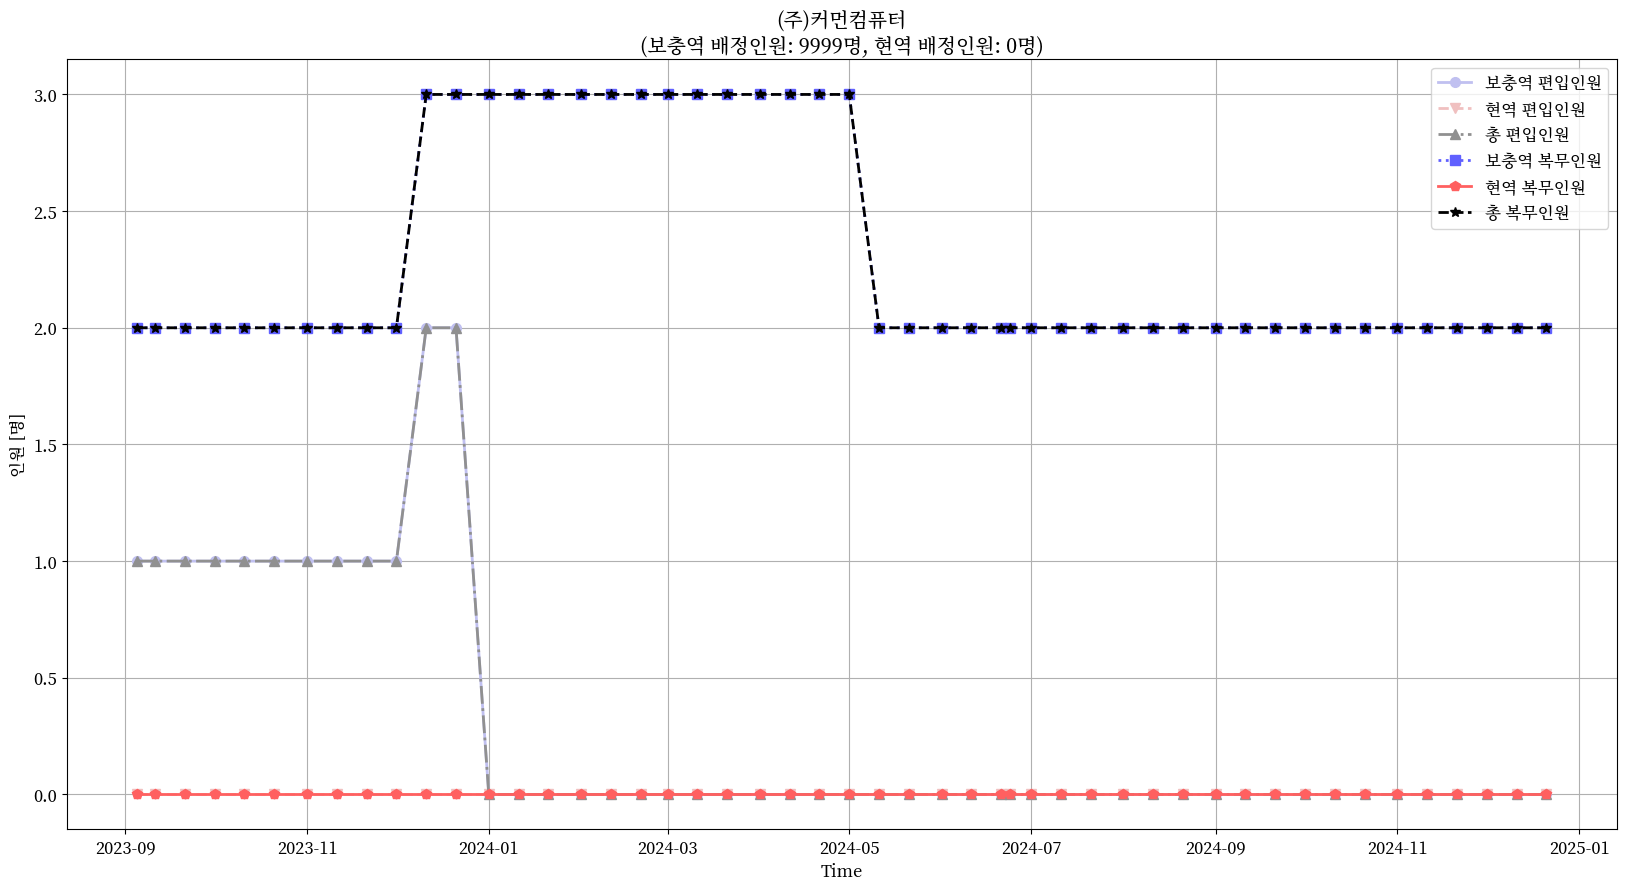 (주)커먼컴퓨터
(보충역 배정인원: 9999명, 현역 배정인원: 0명)
보충역 편입인원
현역 편입인원
총 편입인원
보충역 복무인원
현역 복무인원
총 복무인원
인원 [명]
3.0
2.5
2.0
1.5
1.0
0.5
0.0
2023-09 2023-11 2024-01 2024-03 2024-05 2024-07 2024-09 2024-11 2025-01
Time